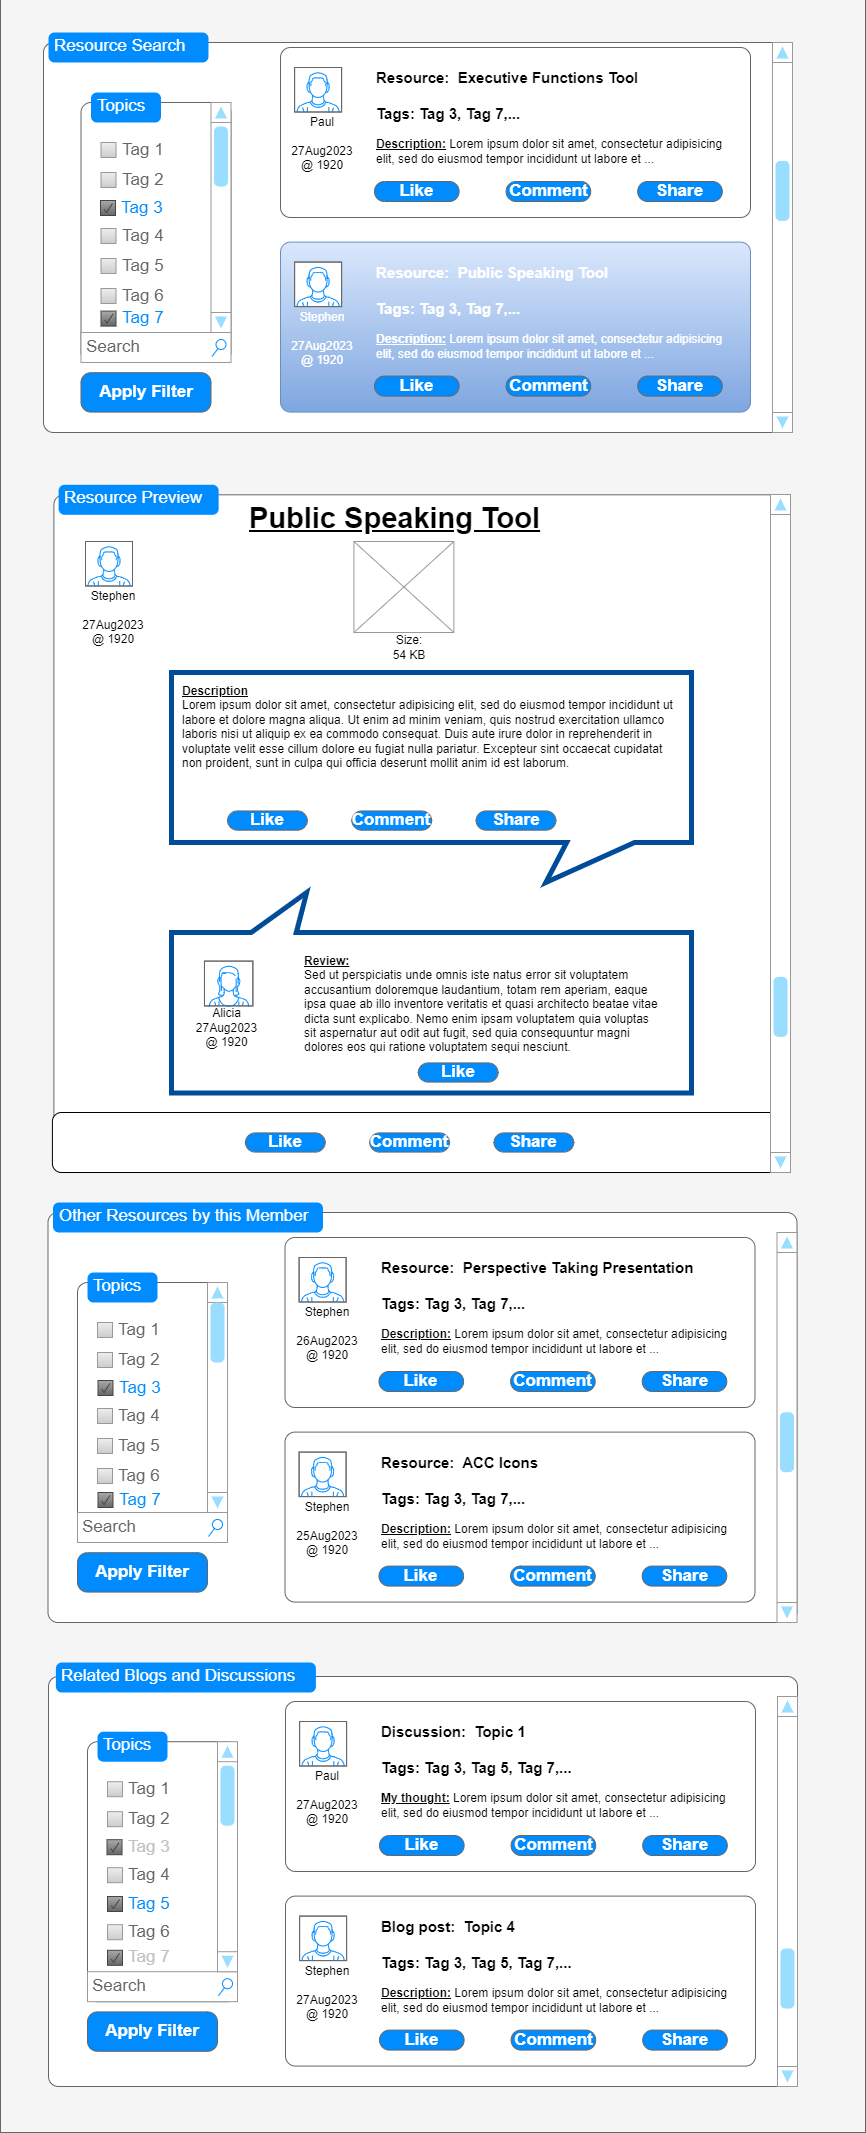 Resource Search
Topics
Tag 1
Tag 2
Tag 3
Tag 4
Tag 5
Tag 6
Tag 7
Search
Apply Filter
Paul
27Aug2023
@ 1920
Resource: Executive Functions Tool
Tags: Tag 3, Tag 7,...
Description: Lorem ipsum dolor sit amet, consectetur adipisicing
elit, sed do eiusmod tempor incididunt ut labore et ...
Like Comment Share
Stephen
27Aug2023
@ 1920
Resource: Public Speaking Tool
Tags: Tag 3, Tag 7,...
Description: Lorem ipsum dolor sit amet, consectetur adipisicing
elit, sed do eiusmod tempor incididunt ut labore et ...
Like Comment Share
Resource Preview
Public Speaking Tool
Stephen
27Aug2023
@ 1920
Size:
54 KB
Description
Lorem ipsum dolor sit amet, consectetur adipisicing elit, sed do eiusmod tempor incididunt ut
labore et dolore magna aliqua. Ut enim ad minim veniam, quis nostrud exercitation ullamco
laboris nisi ut aliquip ex ea commodo consequat. Duis aute irure dolor in reprehenderit in
voluptate velit esse cillum dolore eu fugiat nulla pariatur. Excepteur sint occaecat cupidatat
non proident, sunt in culpa qui officia deserunt mollit anim id est laborum.
Like Comment Share
Alicia
27Aug2023
@ 1920
Review:
Sed ut perspiciatis unde omnis iste natus error sit voluptatem
accusantium doloremque laudantium, totam rem aperiam, eaque
ipsa quae ab illo inventore veritatis et quasi architecto beatae vitae
dicta sunt explicabo. Nemo enim ipsam voluptatem quia voluptas
sit aspernatur aut odit aut fugit, sed quia consequuntur magni
dolores eos qui ratione voluptatem sequi nesciunt.
Like
Like Comment Share
Other Resources by this Member
Topics
Tag 1
Tag 2
Tag 3
Tag 4
Tag 5
Tag 6
Tag 7
Search
Apply Filter
Stephen
26Aug2023
@ 1920
Resource: Perspective Taking Presentation
Tags: Tag 3, Tag 7,...
Description: Lorem ipsum dolor sit amet, consectetur adipisicing
elit, sed do eiusmod tempor incididunt ut labore et ...
Like Comment Share
Stephen
25Aug2023
@ 1920
Resource: ACC Icons
Tags: Tag 3, Tag 7,...
Description: Lorem ipsum dolor sit amet, consectetur adipisicing
elit, sed do eiusmod tempor incididunt ut labore et ...
Like Comment Share
Related Blogs and Discussions
Topics
Tag 1
Tag 2
Tag 3
Tag 4
Tag 5
Tag 6
Tag 7
Search
Apply Filter
Paul
27Aug2023
@ 1920
Discussion: Topic 1
Tags: Tag 3, Tag 5, Tag 7,...
My thought: Lorem ipsum dolor sit amet, consectetur adipisicing
elit, sed do eiusmod tempor incididunt ut labore et ...
Like Comment Share
Stephen
27Aug2023
@ 1920
Blog post: Topic 4
Tags: Tag 3, Tag 5, Tag 7,...
Description: Lorem ipsum dolor sit amet, consectetur adipisicing
elit, sed do eiusmod tempor incididunt ut labore et ...
Like Comment Share